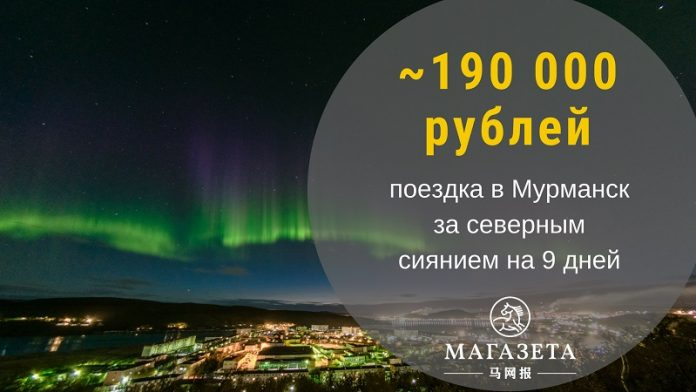 ~190 000
рублей
поездка в Мурманск
за северным
сиянием на 9 дней
МАГАЗЕТА
马网报